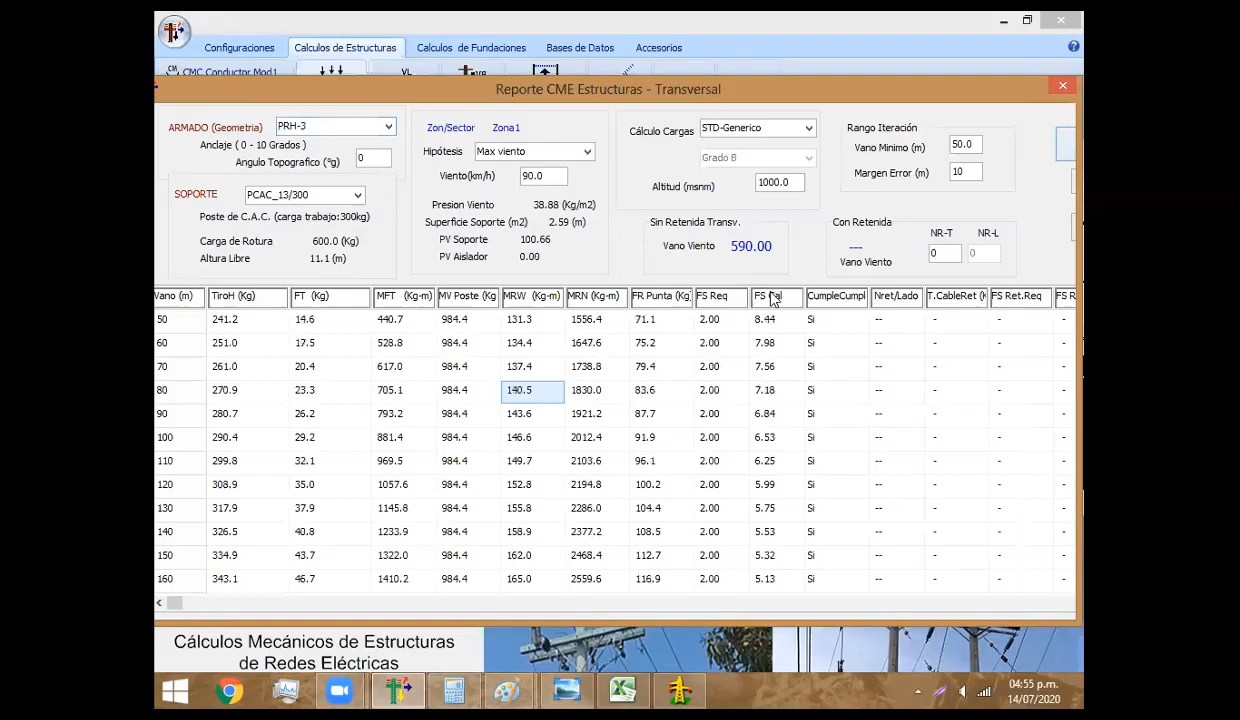 Configuraciones Calculos de Estructuras Calculos de Fundaciones Bases de Datos Accesorios
CM CMC Conductor Mod1 VL
Reporte CME Estructuras - Transversal
ARMADO (Geometria) PRH-3
Anclaje ( 0 - 10 Grados )
Angulo Topografico (ºg) 0
SOPORTE PCAC_13/300
Poste de C.A.C. (carga trabajo:300kg)
Carga de Rotura 600.0 (Kg)
Altura Libre 11.1 (m)
Zon/Sector Zona1
Hipótesis Max viento
Viento(km/h) 90.0
Presion Viento 38.88 (Kg/m2)
Superficie Soporte (m2) 2.59 (m)
PV Soporte 100.66
PV Aislador 0.00
Cálculo Cargas STD-Generico
Grado B
Altitud (msnm) 1000.0
Sin Retenida Transv.
Vano Viento 590.00
Rango Iteración
Vano Minimo (m) 50.0
Margen Error (m) 10
Con Retenida
NR-T NR-L
---
0 0
Vano Viento
Vano (m) TiroH (Kg) FT (Kg) MFT (Kg-m) MV Poste (Kg MRW (Kg-m) MRN (Kg-m) FR Punta (Kg) FS Req FS CumpleCumpl Nret/Lado T.CableRet (K FS Ret.Req FS R
50 241.2 14.6 440.7 984.4 131.3 1556.4 71.1 2.00 8.44 Si -- - - -
60 251.0 17.5 528.8 984.4 134.4 1647.6 75.2 2.00 7.98 Si -- - - -
70 261.0 20.4 617.0 984.4 137.4 1738.8 79.4 2.00 7.56 Si -- - - -
80 270.9 23.3 705.1 984.4 140.5 1830.0 83.6 2.00 7.18 Si -- - - -
90 280.7 26.2 793.2 984.4 143.6 1921.2 87.7 2.00 6.84 Si -- - - -
100 290.4 29.2 881.4 984.4 146.6 2012.4 91.9 2.00 6.53 Si -- - - -
110 299.8 32.1 969.5 984.4 149.7 2103.6 96.1 2.00 6.25 Si -- - - -
120 308.9 35.0 1057.6 984.4 152.8 2194.8 100.2 2.00 5.99 Si -- - - -
130 317.9 37.9 1145.8 984.4 155.8 2286.0 104.4 2.00 5.75 Si -- - - -
140 326.5 40.8 1233.9 984.4 158.9 2377.2 108.5 2.00 5.53 Si -- - - -
150 334.9 43.7 1322.0 984.4 162.0 2468.4 112.7 2.00 5.32 Si -- - - -
160 343.1 46.7 1410.2 984.4 165.0 2559.6 116.9 2.00 5.13 Si -- - - -
Cálculos Mecánicos de Estructuras
de Redes Eléctricas
04:55 p.m.
14/07/2020